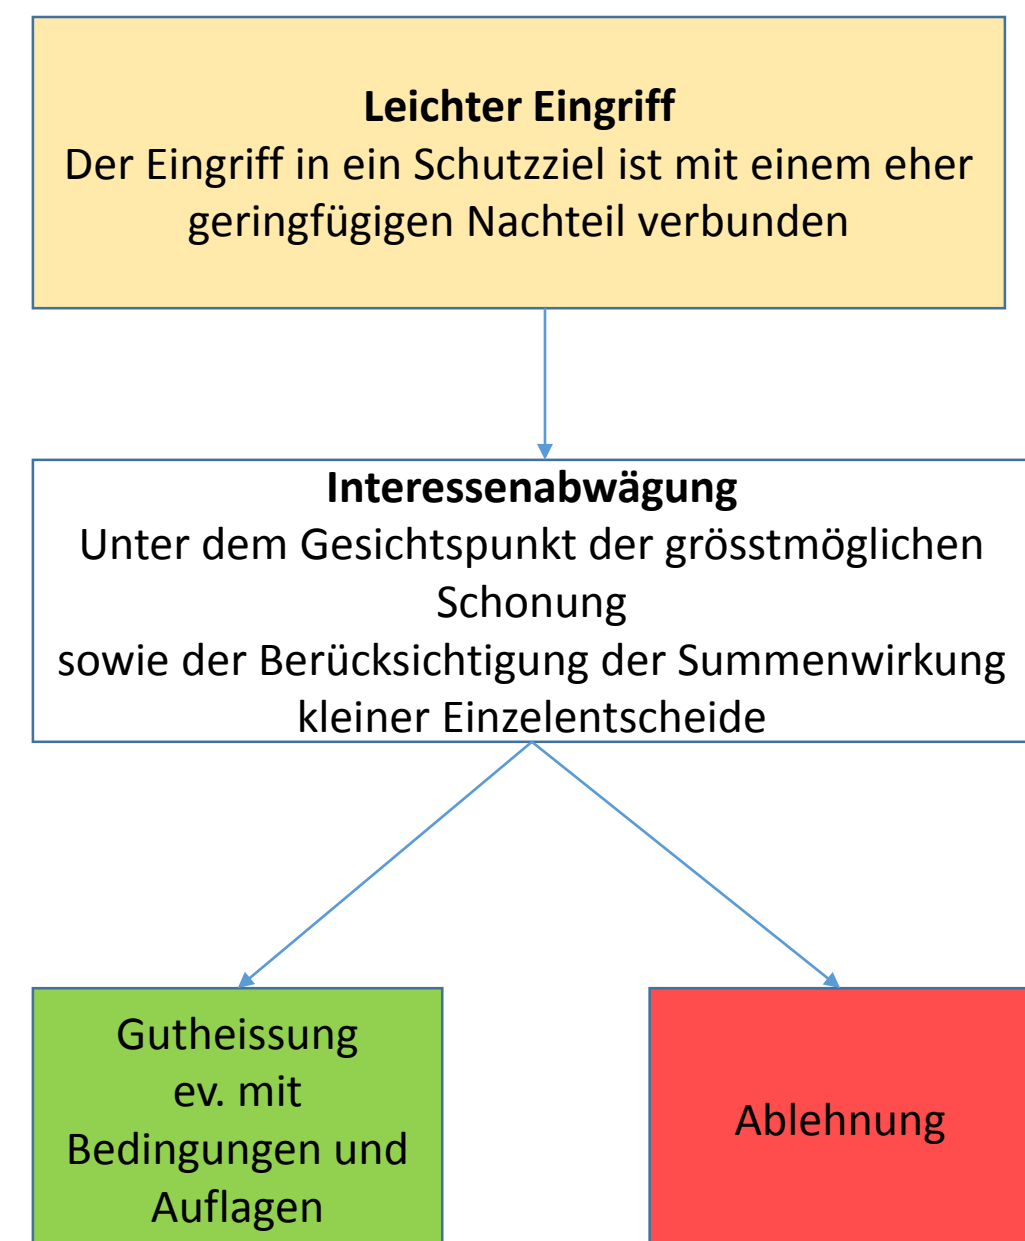 Leichter Eingriff
Der Eingriff in ein Schutzziel ist mit einem eher
geringfügigen Nachteil verbunden
Interessenabwägung
Unter dem Gesichtspunkt der grösstmöglichen
Schonung
sowie der Berücksichtigung der Summenwirkung
kleiner Einzelentscheide
Gutheissung
ev. mit
Bedingungen und
Auflagen
Ablehnung